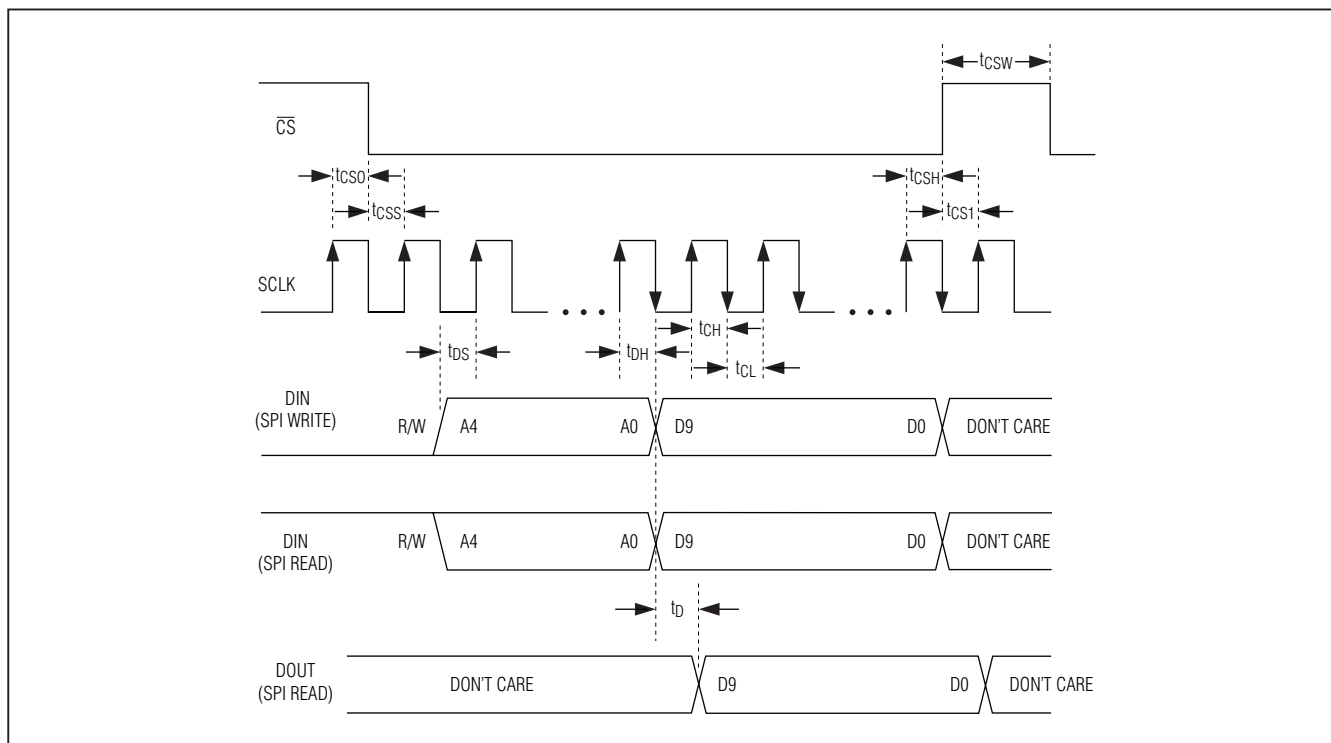 tCSW
CS
tCSO tCSH
tCSS tCS1
SCLK
tDS tDH tCH
tCL
DIN
(SPI WRITE)
R/W A4 A0 D9 D0 DON'T CARE
DIN
(SPI READ)
R/W A4 A0 D9 D0 DON'T CARE
tD
DOUT
(SPI READ)
DON'T CARE D9 D0 DON'T CARE